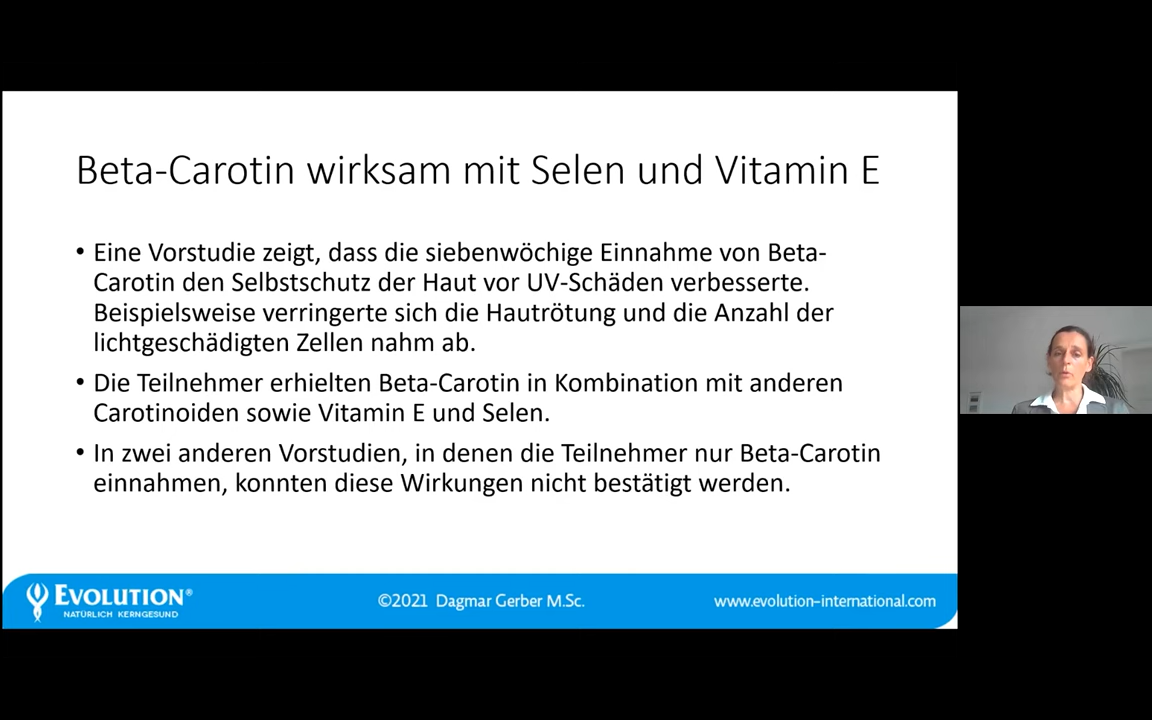 Beta-Carotin wirksam mit Selen und Vitamin E
• Eine Vorstudie zeigt, dass die siebenwöchige Einnahme von Beta-
Carotin den Selbstschutz der Haut vor UV-Schäden verbesserte.
Beispielsweise verringerte sich die Hautrötung und die Anzahl der
lichtgeschädigten Zellen nahm ab.
• Die Teilnehmer erhielten Beta-Carotin in Kombination mit anderen
Carotinoiden sowie Vitamin E und Selen.
• In zwei anderen Vorstudien, in denen die Teilnehmer nur Beta-Carotin
einnahmen, konnten diese Wirkungen nicht bestätigt werden.
EVOLUTION®
NATÜRLICH KERNGESUND
©2021 Dagmar Gerber M.Sc.
www.evolution-international.com